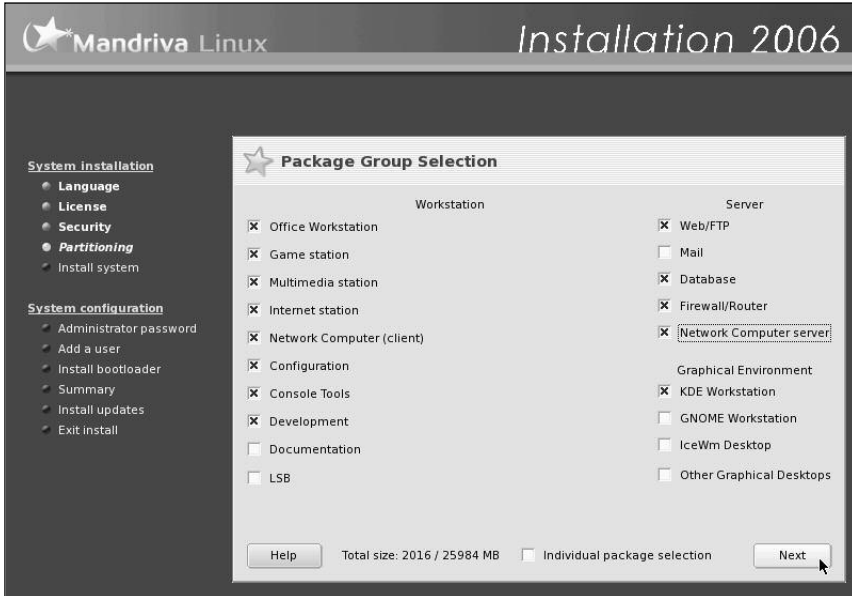 Mandriva Linux
Installation 2006
System installation
Language
License
Security
Partitioning
Install system
System configuration
Administrator password
Add a user
Install bootloader
Summary
Install updates
Exit install
Package Group Selection
Workstation
Office Workstation
Game station
Multimedia station
Internet station
Network Computer (client)
Configuration
Console Tools
Development
Documentation
LSB
Server
Web/FTP
Mail
Database
Firewall/Router
Network Computer server
Graphical Environment
KDE Workstation
GNOME Workstation
IceWm Desktop
Other Graphical Desktops
Help
Total size: 2016 / 25984 MB
Individual package selection
Next